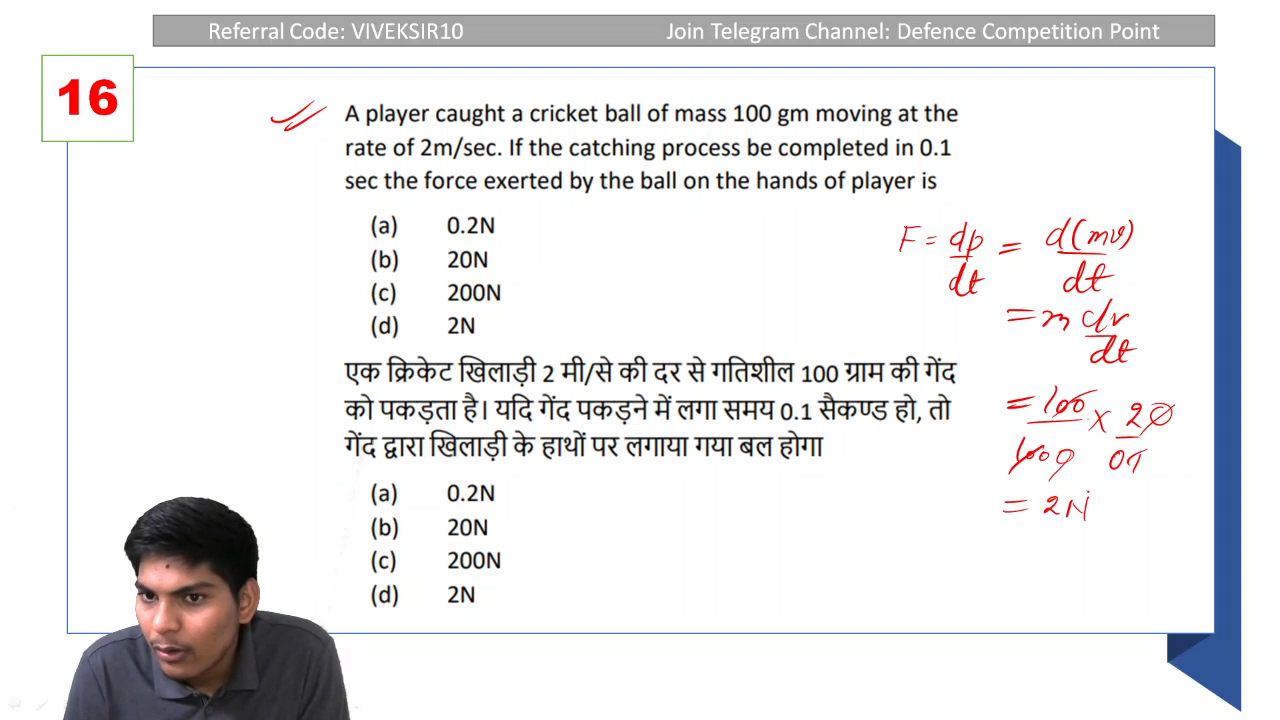 Referral Code: VIVEKSIR10 Join Telegram Channel: Defence Competition Point
16
A player caught a cricket ball of mass 100 gm moving at the
rate of 2m/sec. If the catching process be completed in 0.1
sec the force exerted by the ball on the hands of player is
(a) 0.2N
(b) 20N
(c) 200N
(d) 2N
एक क्रिकेट खिलाड़ी 2 मी/से की दर से गतिशील 100 ग्राम की गेंद
को पकड़ता है। यदि गेंद पकड़ने में लगा समय 0.1 सैकण्ड हो, तो
गेंद द्वारा खिलाड़ी के हाथों पर लगाया गया बल होगा
(a) 0.2N
(b) 20N
(c) 200N
(d) 2N
F = dp/dt = d(mv)/dt
= m dv/dt
= 100/1000 × 20/01
= 2N